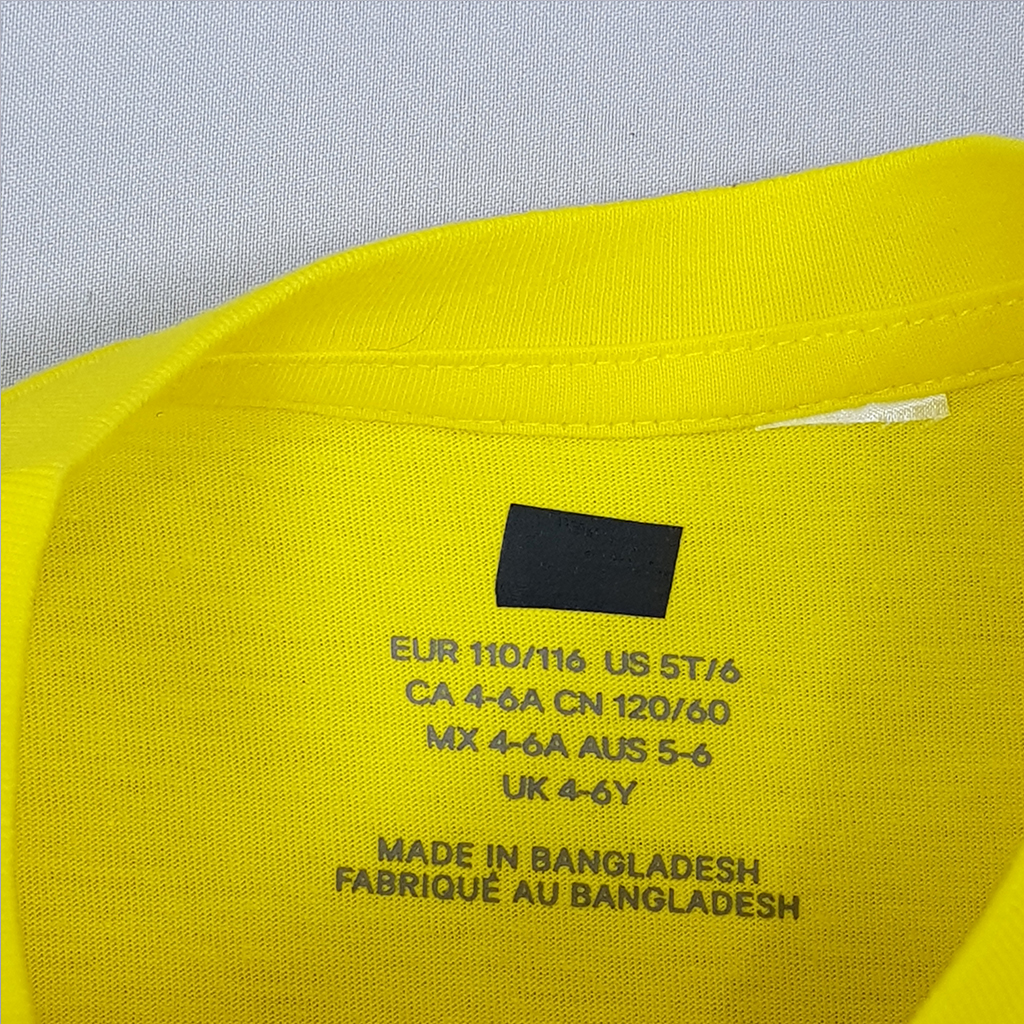 EUR 110/116 US 5T/6
CA 4-6A CN 120/60
MX 4-6A AUS 5-6
UK 4-6Y
MADE IN BANGLADESH
FABRIQUÉ AU BANGLADESH